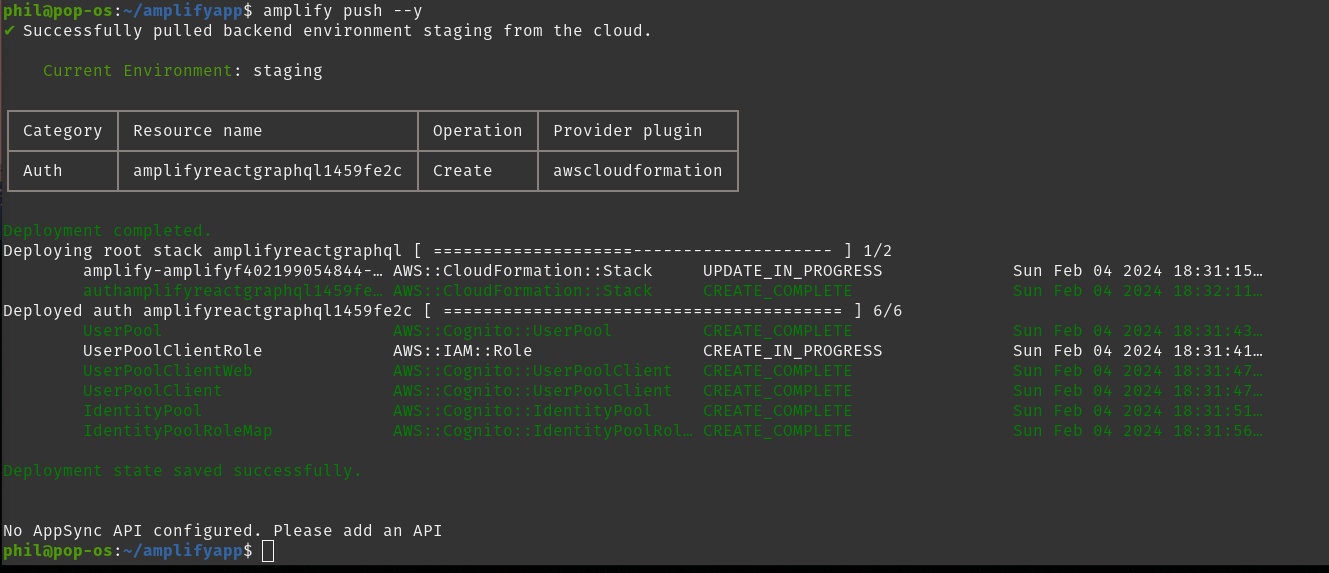 phil@pop-os:~/amplifyapp$ amplify push --y
✔ Successfully pulled backend environment staging from the cloud.
Current Environment: staging
Category Resource name Operation Provider plugin
Auth amplifyreactgraphql1459fe2c Create awscloudformation
Deployment completed.
Deploying root stack amplifyreactgraphql [ ====================-------------------- ] 1/2
amplify-amplifyf402199054844-… AWS::CloudFormation::Stack UPDATE_IN_PROGRESS Sun Feb 04 2024 18:31:15…
authamplifyreactgraphql1459fe… AWS::CloudFormation::Stack CREATE_COMPLETE Sun Feb 04 2024 18:32:11…
Deployed auth amplifyreactgraphql1459fe2c [ ======================================== ] 6/6
UserPool AWS::Cognito::UserPool CREATE_COMPLETE Sun Feb 04 2024 18:31:43…
UserPoolClientRole AWS::IAM::Role CREATE_IN_PROGRESS Sun Feb 04 2024 18:31:41…
UserPoolClientWeb AWS::Cognito::UserPoolClient CREATE_COMPLETE Sun Feb 04 2024 18:31:47…
UserPoolClient AWS::Cognito::UserPoolClient CREATE_COMPLETE Sun Feb 04 2024 18:31:47…
IdentityPool AWS::Cognito::IdentityPool CREATE_COMPLETE Sun Feb 04 2024 18:31:51…
IdentityPoolRoleMap AWS::Cognito::IdentityPoolRol… CREATE_COMPLETE Sun Feb 04 2024 18:31:56…
Deployment state saved successfully.
No AppSync API configured. Please add an API
phil@pop-os:~/amplifyapp$